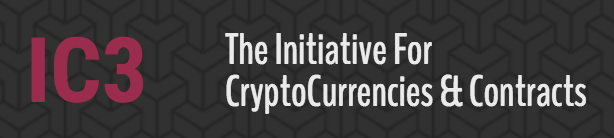 IC3
The Initiative For
CryptoCurrencies & Contracts